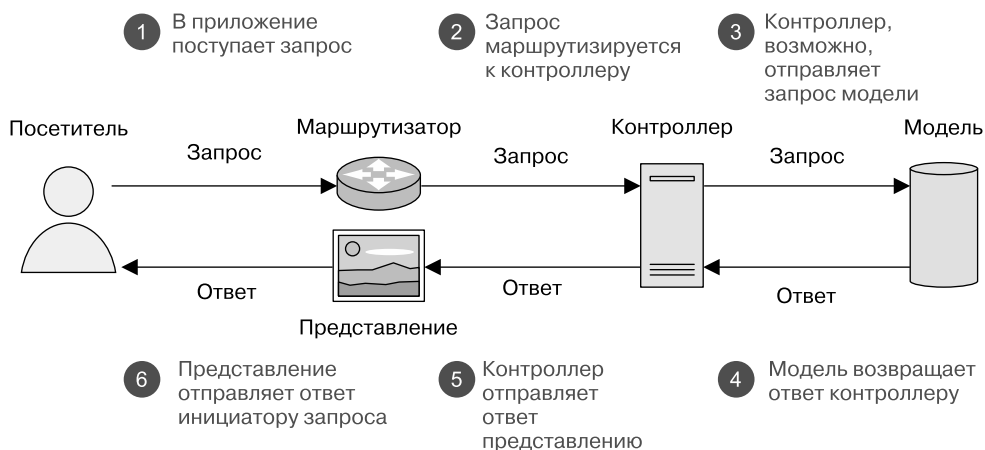 1 В приложение
поступает запрос
2 Запрос
маршрутизируется
к контроллеру
3 Контроллер,
возможно,
отправляет
запрос модели
Посетитель
Маршрутизатор
Контроллер
Модель
Запрос
Запрос
Запрос
Ответ
Ответ
Ответ
Представление
6 Представление
отправляет ответ
инициатору запроса
5 Контроллер
отправляет
ответ
представлению
4 Модель возвращает
ответ контроллеру